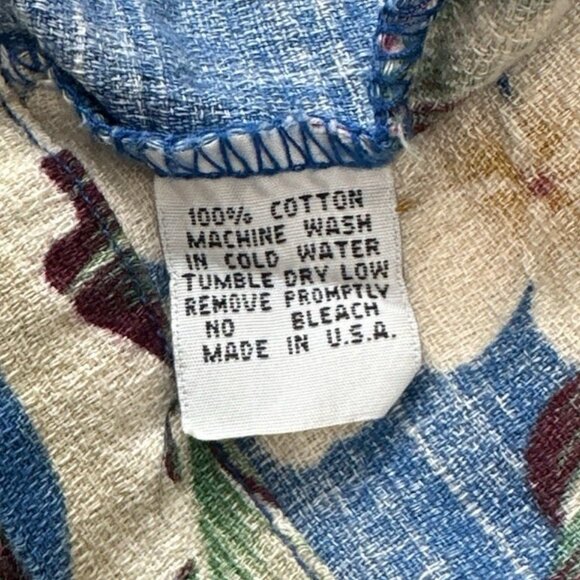 100% COTTON
MACHINE WASH
IN COLD WATER
TUMBLE DRY LOW
REMOVE PROMPTLY
NO BLEACH
MADE IN U.S.A.